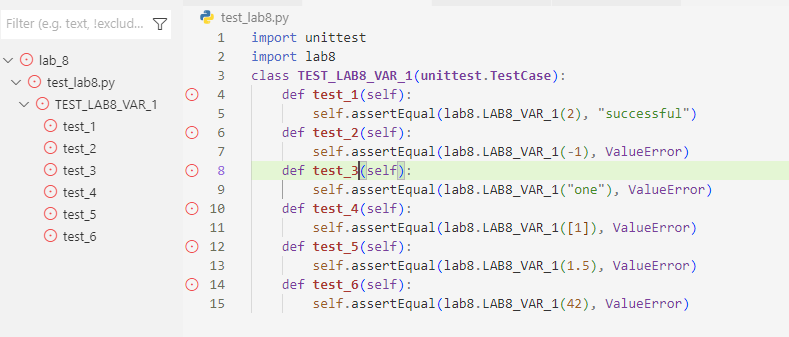 Filter (e.g. text, !exclud...
lab_8
test_lab8.py
TEST_LAB8_VAR_1
test_1
test_2
test_3
test_4
test_5
test_6
test_lab8.py
1 import unittest
2 import lab8
3 class TEST_LAB8_VAR_1(unittest.TestCase):
4 def test_1(self):
5 self.assertEqual(lab8.LAB8_VAR_1(2), "successful")
6 def test_2(self):
7 self.assertEqual(lab8.LAB8_VAR_1(-1), ValueError)
8 def test_3(self):
9 self.assertEqual(lab8.LAB8_VAR_1("one"), ValueError)
10 def test_4(self):
11 self.assertEqual(lab8.LAB8_VAR_1([1]), ValueError)
12 def test_5(self):
13 self.assertEqual(lab8.LAB8_VAR_1(1.5), ValueError)
14 def test_6(self):
15 self.assertEqual(lab8.LAB8_VAR_1(42), ValueError)